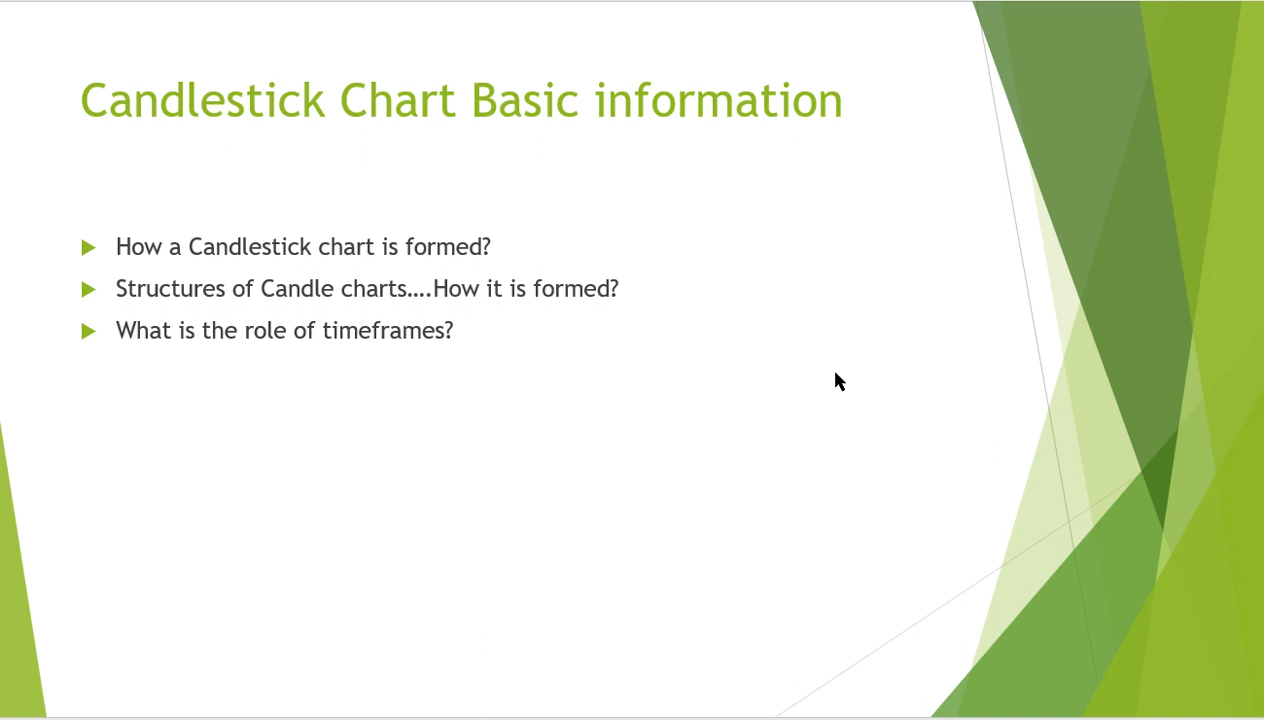 Candlestick Chart Basic information
How a Candlestick chart is formed?
Structures of Candle charts….How it is formed?
What is the role of timeframes?